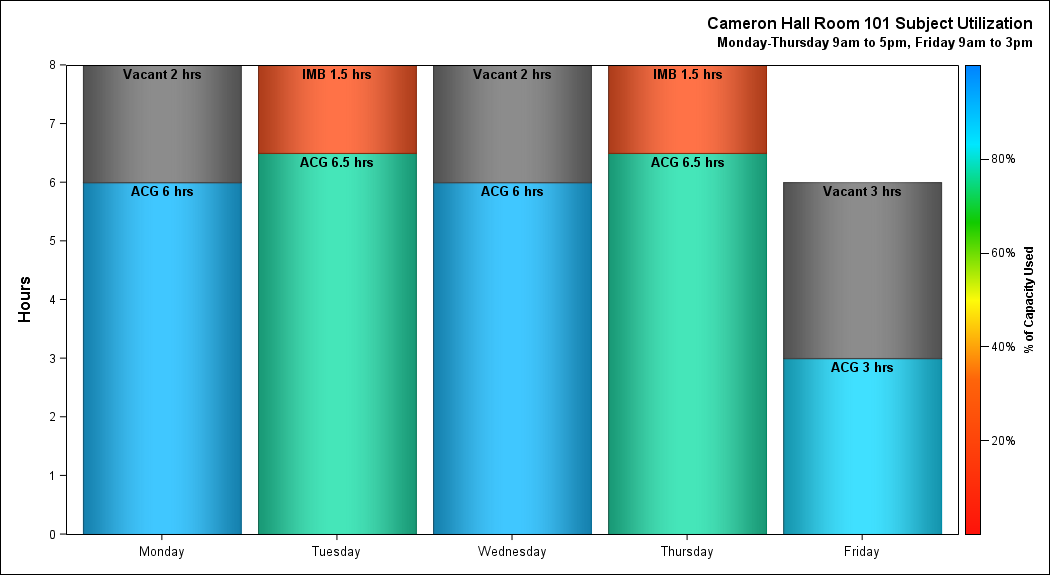 Cameron Hall Room 101 Subject Utilization
Monday-Thursday 9am to 5pm, Friday 9am to 3pm
Hours
8
7
6
5
4
3
2
1
0
Vacant 2 hrs
ACG 6 hrs
IMB 1.5 hrs
ACG 6.5 hrs
Vacant 2 hrs
ACG 6 hrs
IMB 1.5 hrs
ACG 6.5 hrs
Vacant 3 hrs
ACG 3 hrs
Monday
Tuesday
Wednesday
Thursday
Friday
80%
60%
40%
20%
% of Capacity Used